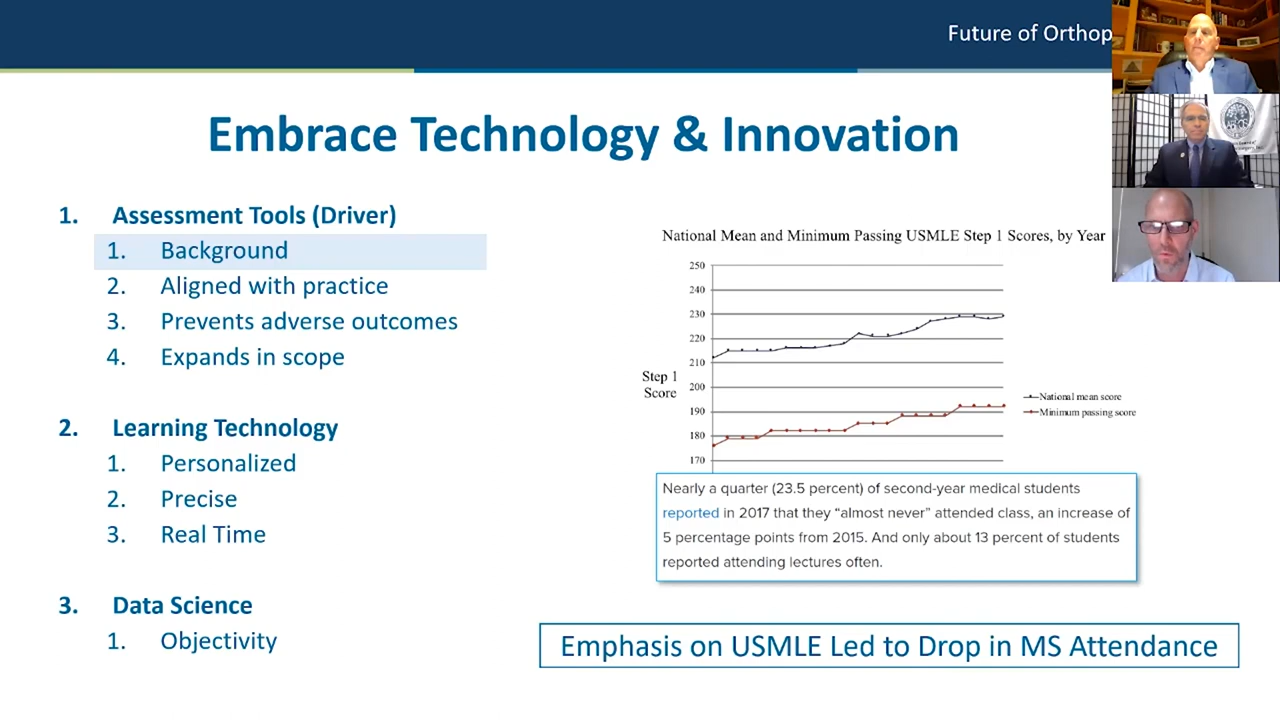 Future of Orthop
Embrace Technology & Innovation
1. Assessment Tools (Driver)
1. Background
2. Aligned with practice
3. Prevents adverse outcomes
4. Expands in scope
2. Learning Technology
1. Personalized
2. Precise
3. Real Time
3. Data Science
1. Objectivity
National Mean and Minimum Passing USMLE Step 1 Scores, by Year
250
240
230
220
210
200
190
180
170
Step 1
Score
National mean score
Minimum passing score
Nearly a quarter (23.5 percent) of second-year medical students
reported in 2017 that they “almost never” attended class, an increase of
5 percentage points from 2015. And only about 13 percent of students
reported attending lectures often.
Emphasis on USMLE Led to Drop in MS Attendance